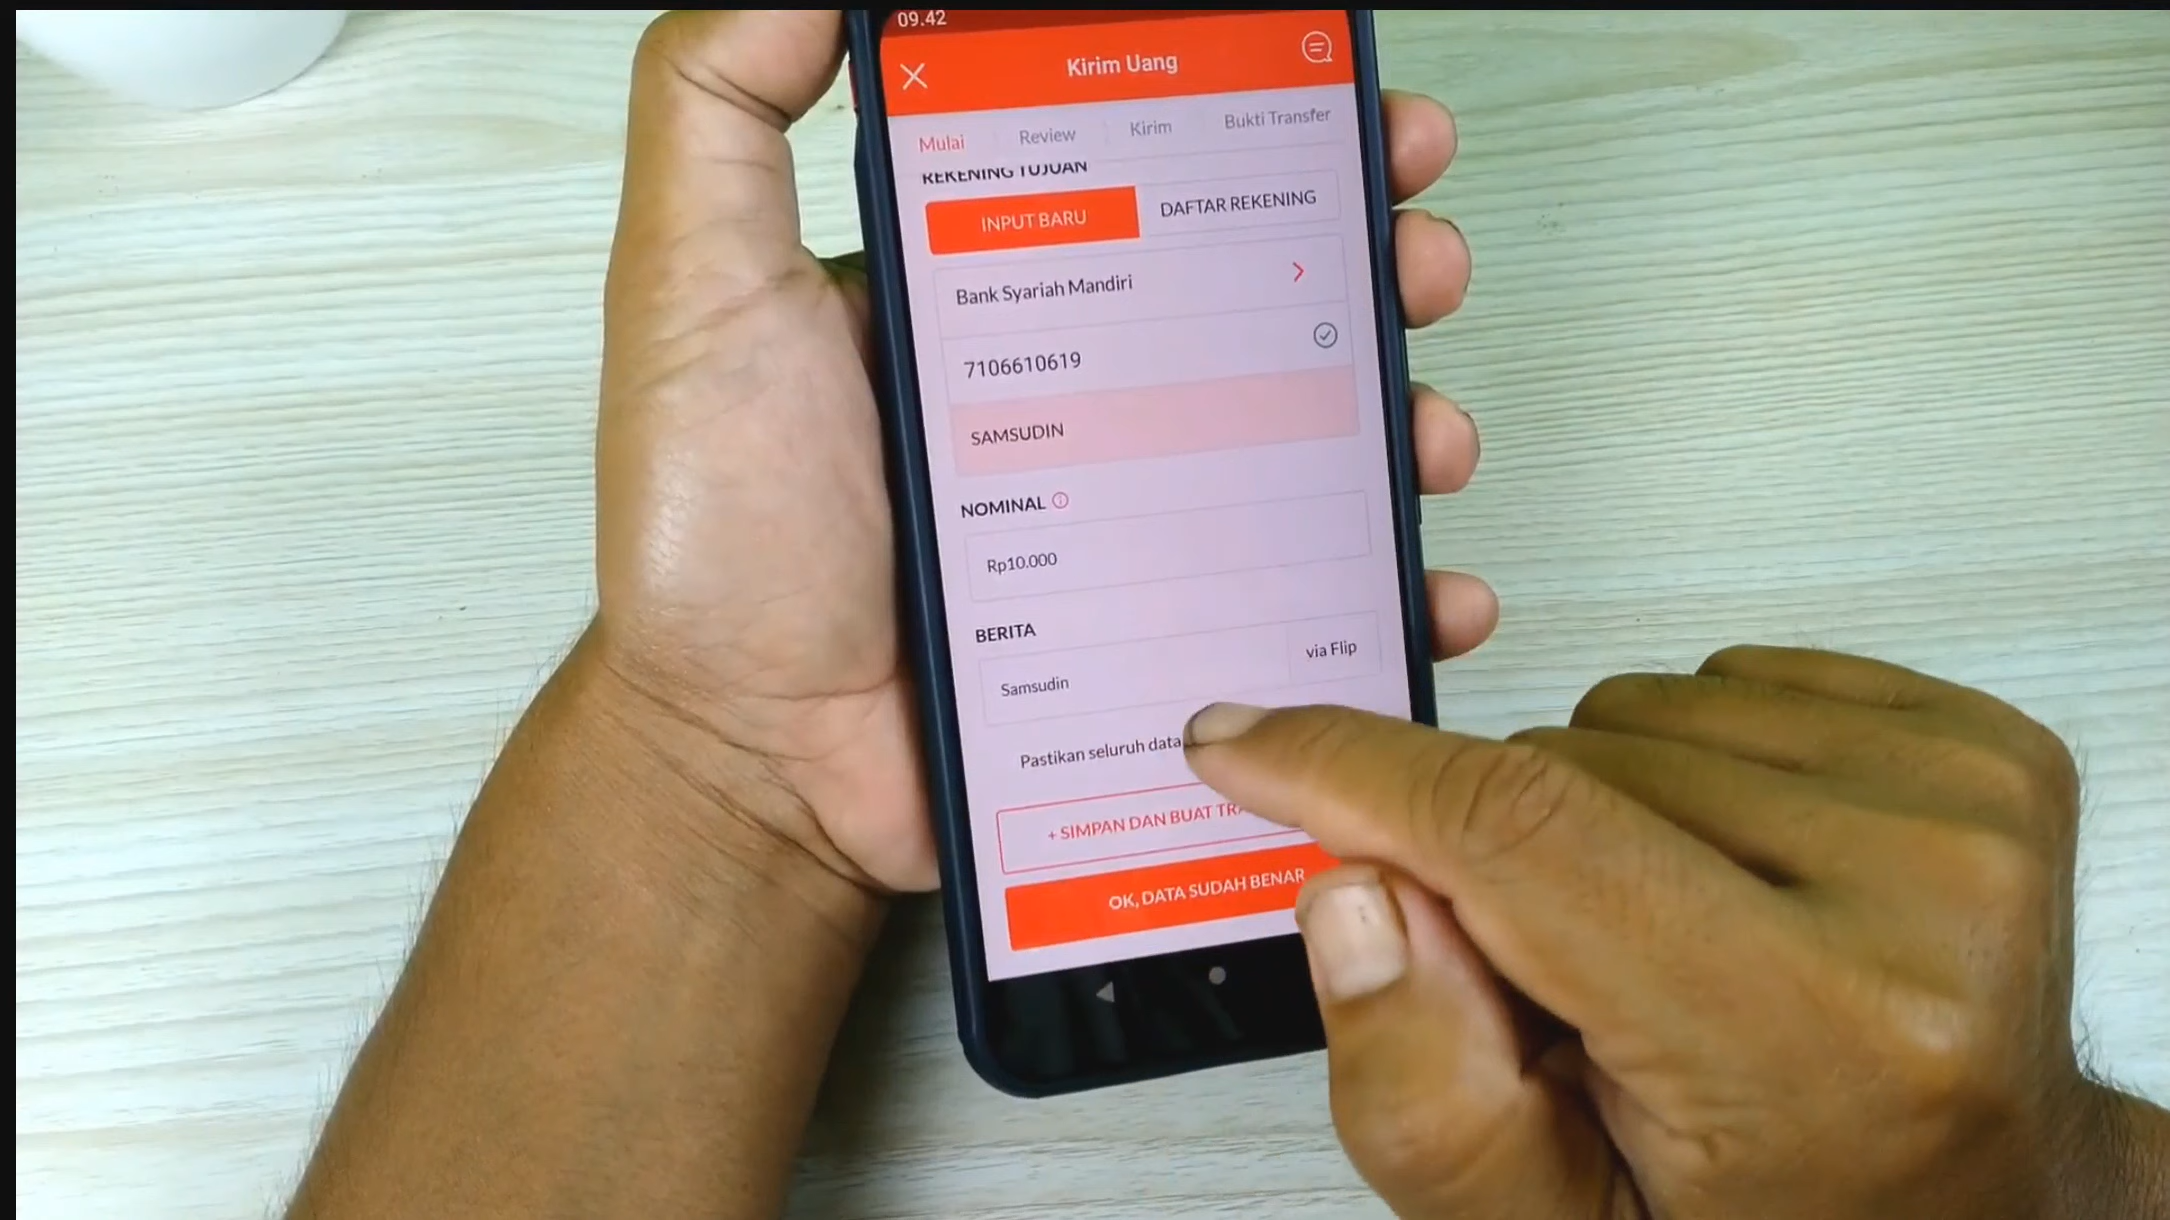 09.42
Kirim Uang
Mulai Review Kirim Bukti Transfer
REKENING TUJUAN
INPUT BARU DAFTAR REKENING
Bank Syariah Mandiri
7106610619
SAMSUDIN
NOMINAL
Rp10.000
BERITA
Samsudin via Flip
Pastikan seluruh data
+ SIMPAN DAN BUAT
OK, DATA SUDAH BENAR